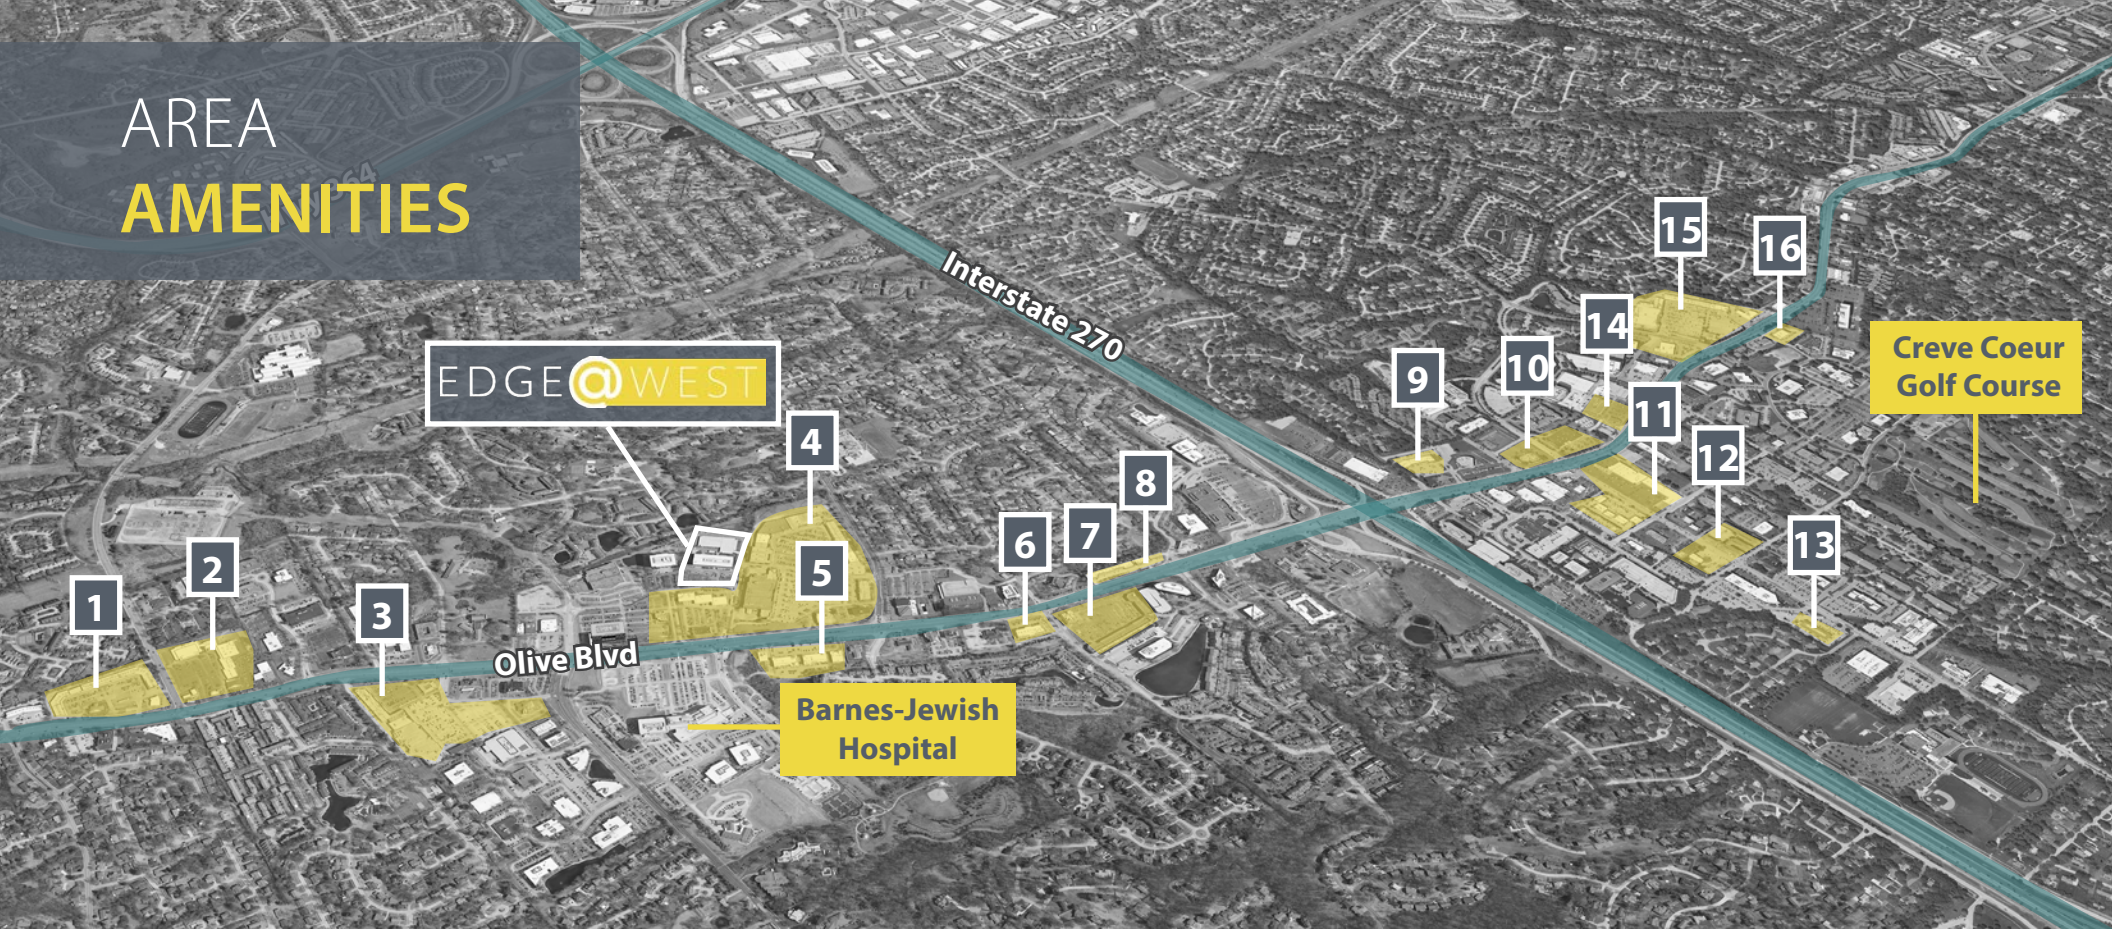 AREA
AMENITIES
Interstate 270
15
16
14
9
10
11
12
13
Creve Coeur
Golf Course
EDGE@WEST
4
8
7
6
5
2
1
3
Olive Blvd
Barnes-Jewish
Hospital